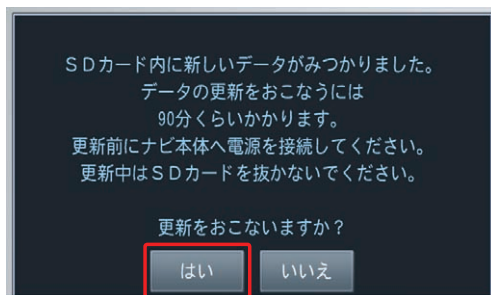 ＳＤカード内に新しいデータがみつかりました。
データの更新をおこなうには
90分くらいかかります。
更新前にナビ本体へ電源を接続してください。
更新中はＳＤカードを抜かないでください。
更新をおこないますか？
はい いいえ